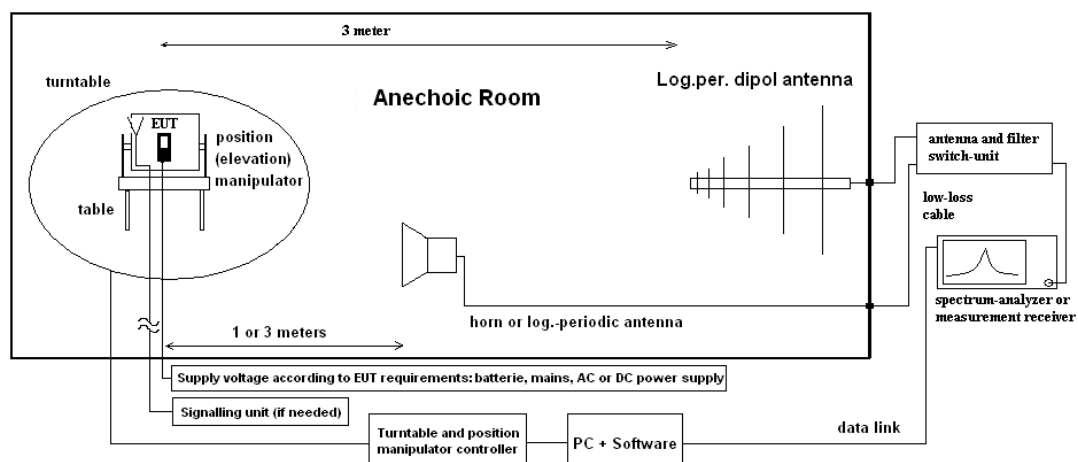 3 meter
turntable
Log.per. dipol antenna
Anechoic Room
EUT
position
(elevation)
manipulator
antenna and filter
switch-unit
table
low-loss
cable
spectrum-analyzer or
measurement receiver
horn or log.-periodic antenna
1 or 3 meters
Supply voltage according to EUT requirements: batterie, mains, AC or DC power supply
Signalling unit (if needed)
Turntable and position
manipulator controller
PC + Software
data link